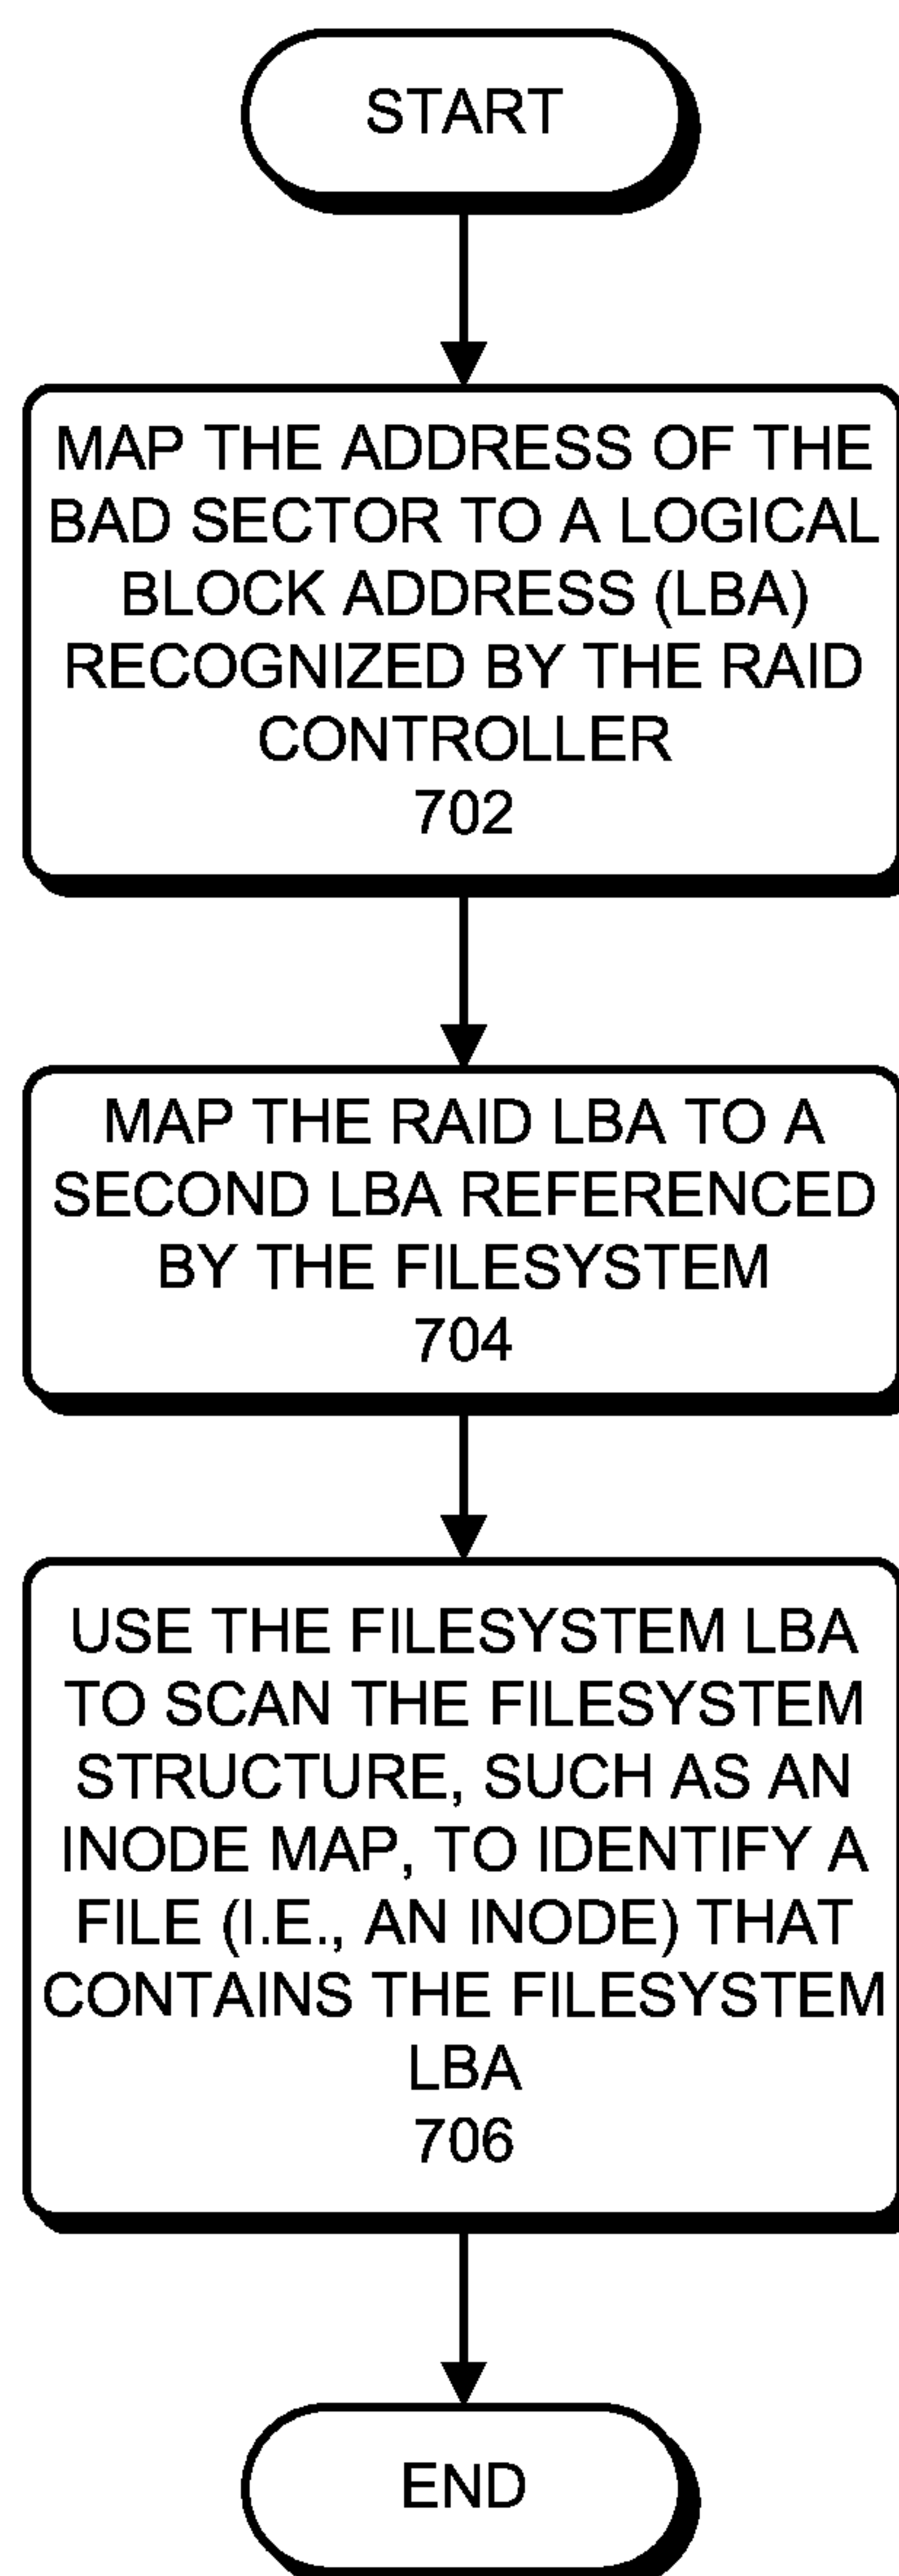 START
MAP THE ADDRESS OF THE
BAD SECTOR TO A LOGICAL
BLOCK ADDRESS (LBA)
RECOGNIZED BY THE RAID
CONTROLLER
702
MAP THE RAID LBA TO A
SECOND LBA REFERENCED
BY THE FILESYSTEM
704
USE THE FILESYSTEM LBA
TO SCAN THE FILESYSTEM
STRUCTURE, SUCH AS AN
INODE MAP, TO IDENTIFY A
FILE (I.E., AN INODE) THAT
CONTAINS THE FILESYSTEM
LBA
706
END